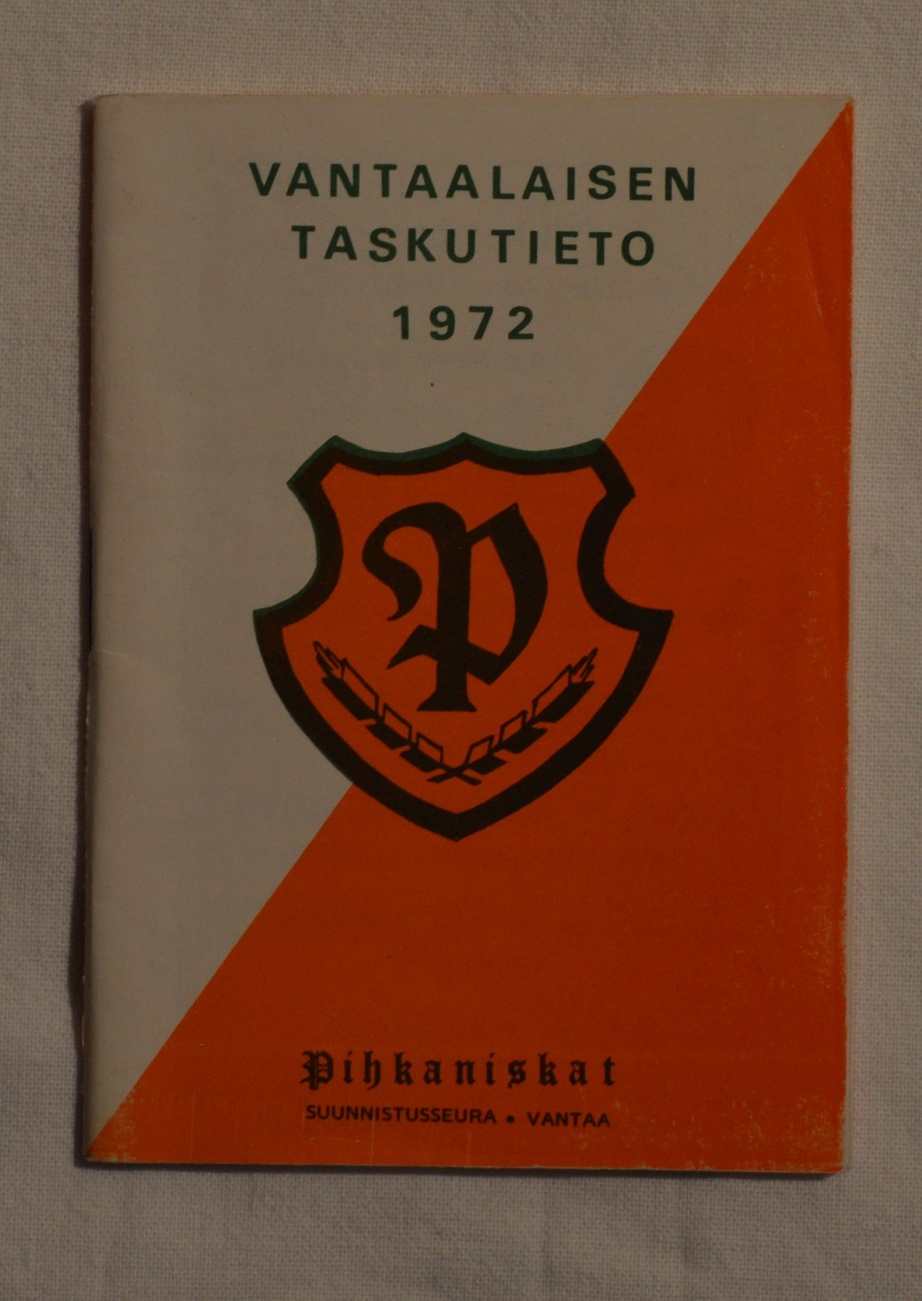 VANTAALAISEN
TASKUTIETO
1972
P
Pihkaniskat
SUUNNISTUSSEURA • VANTAA